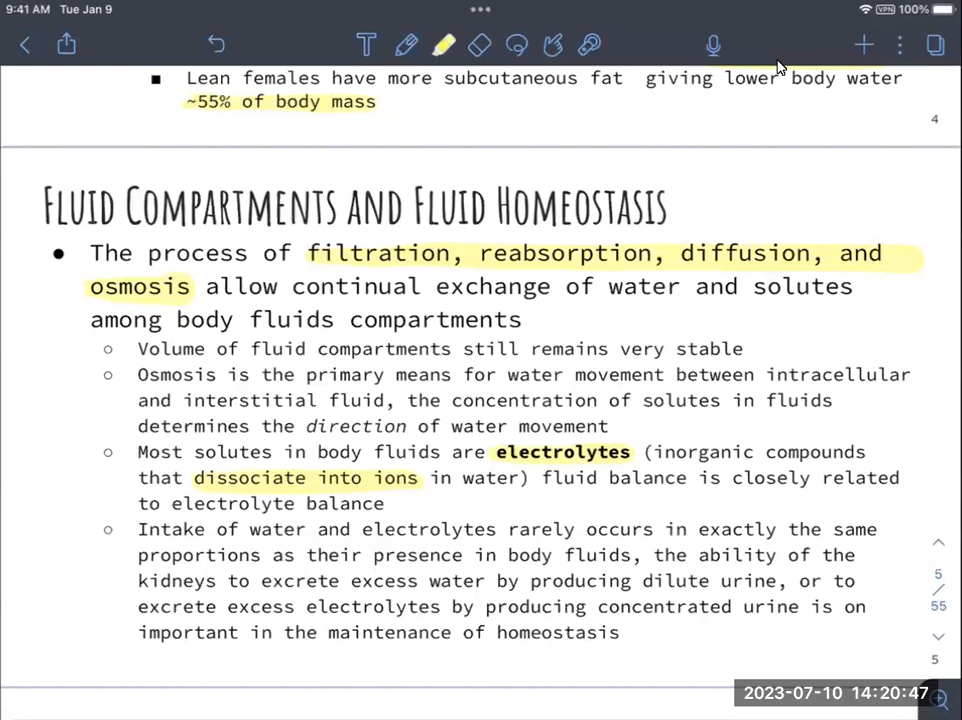 9:41 AM Tue Jan 9
VPN 100%
Lean females have more subcutaneous fat giving lower body water
~55% of body mass
4
Fluid Compartments and Fluid Homeostasis
The process of filtration, reabsorption, diffusion, and
osmosis allow continual exchange of water and solutes
among body fluids compartments
Volume of fluid compartments still remains very stable
Osmosis is the primary means for water movement between intracellular
and interstitial fluid, the concentration of solutes in fluids
determines the direction of water movement
Most solutes in body fluids are electrolytes (inorganic compounds
that dissociate into ions in water) fluid balance is closely related
to electrolyte balance
Intake of water and electrolytes rarely occurs in exactly the same
proportions as their presence in body fluids, the ability of the
kidneys to excrete excess water by producing dilute urine, or to
excrete excess electrolytes by producing concentrated urine is on
important in the maintenance of homeostasis
5
/
55
5
2023-07-10 14:20:47